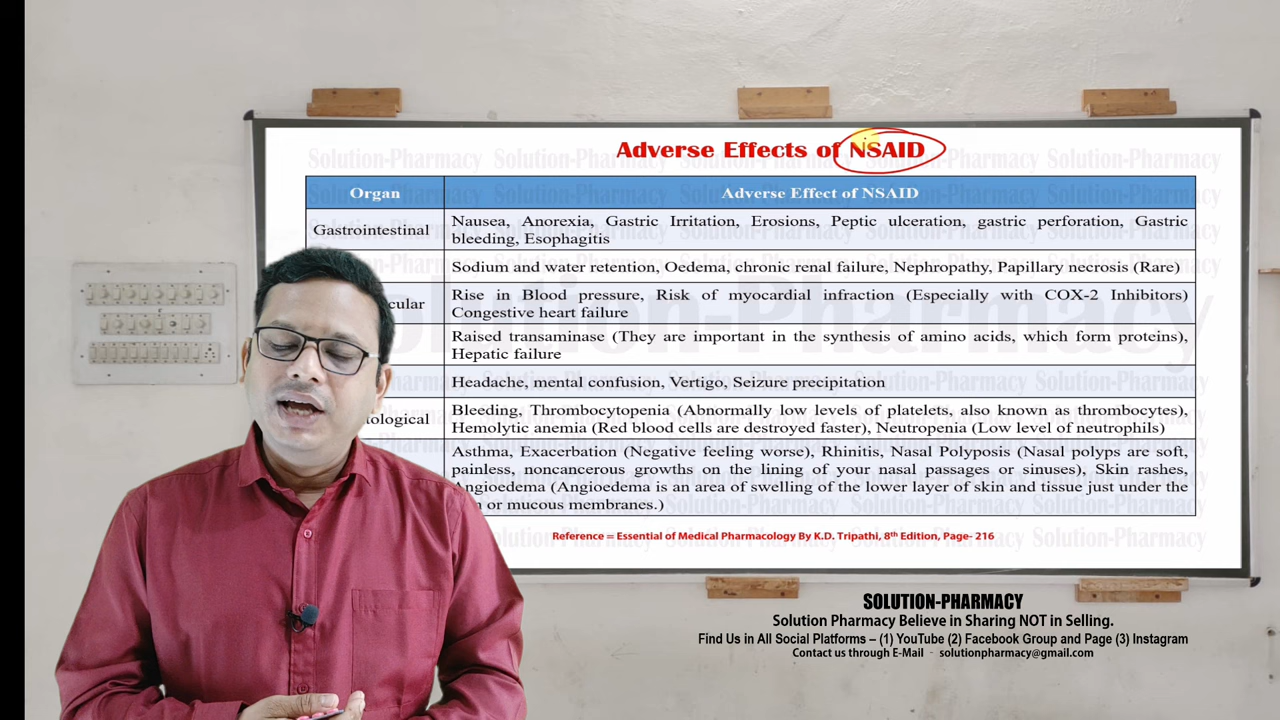 Adverse Effects of NSAID
Organ
Adverse Effect of NSAID
Gastrointestinal
Nausea, Anorexia, Gastric Irritation, Erosions, Peptic ulceration, gastric perforation, Gastric
bleeding, Esophagitis
Sodium and water retention, Oedema, chronic renal failure, Nephropathy, Papillary necrosis (Rare)
cular
Rise in Blood pressure, Risk of myocardial infraction (Especially with COX-2 Inhibitors)
Congestive heart failure
Raised transaminase (They are important in the synthesis of amino acids, which form proteins),
Hepatic failure
Headache, mental confusion, Vertigo, Seizure precipitation
ological
Bleeding, Thrombocytopenia (Abnormally low levels of platelets, also known as thrombocytes),
Hemolytic anemia (Red blood cells are destroyed faster), Neutropenia (Low level of neutrophils)
Asthma, Exacerbation (Negative feeling worse), Rhinitis, Nasal Polyposis (Nasal polyps are soft,
painless, noncancerous growths on the lining of your nasal passages or sinuses), Skin rashes,
Angioedema (Angioedema is an area of swelling of the lower layer of skin and tissue just under the
or mucous membranes.)
Reference = Essential of Medical Pharmacology By K.D. Tripathi, 8th Edition, Page- 216
Solution-Pharmacy
SOLUTION-PHARMACY
Solution Pharmacy Believe in Sharing NOT in Selling.
Find Us in All Social Platforms – (1) YouTube (2) Facebook Group and Page (3) Instagram
Contact us through E-Mail - solutionpharmacy@gmail.com